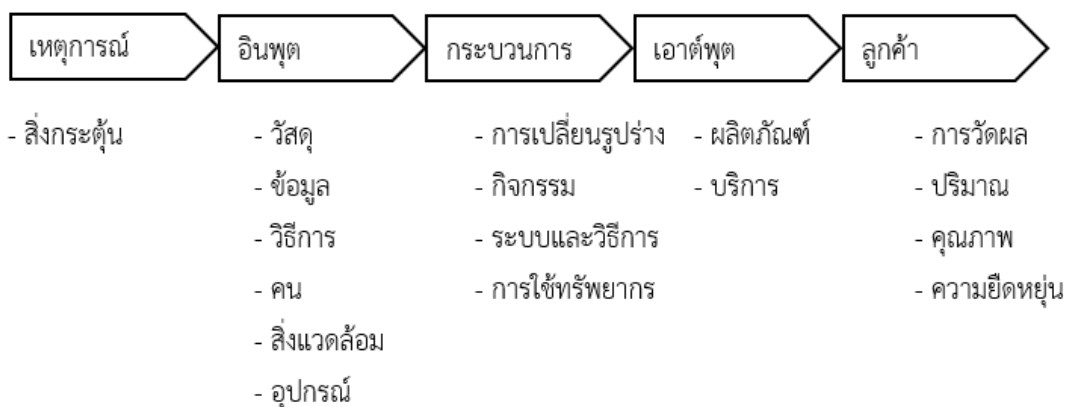 เหตุการณ์
อินพุต
กระบวนการ
เอาต์พุต
ลูกค้า
- สิ่งกระตุ้น
- วัสดุ
- ข้อมูล
- วิธีการ
- คน
- สิ่งแวดล้อม
- อุปกรณ์
- การเปลี่ยนรูปร่าง
- กิจกรรม
- ระบบและวิธีการ
- การใช้ทรัพยากร
- ผลิตภัณฑ์
- บริการ
- การวัดผล
- ปริมาณ
- คุณภาพ
- ความยืดหยุ่น